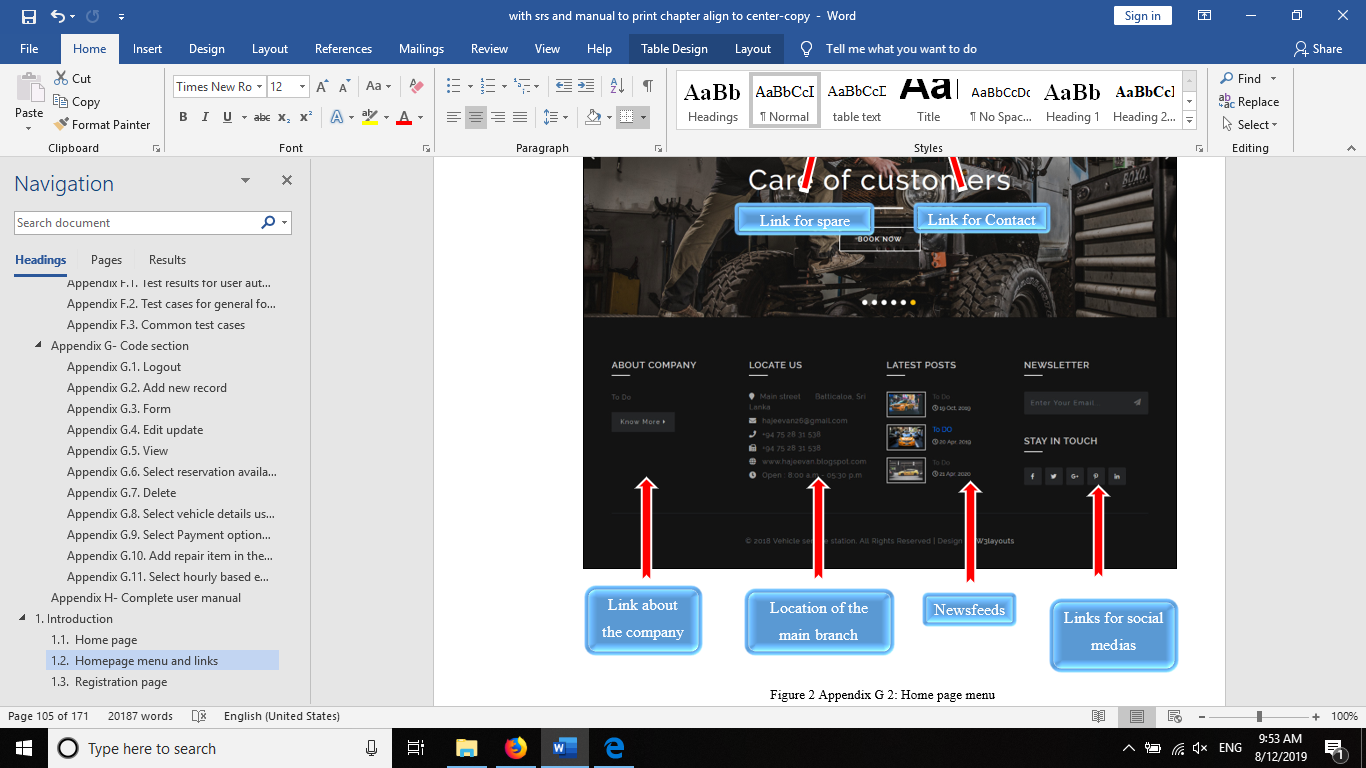 with srs and manual to print chapter align to center-copy - Word
Sign in
File Home Insert Design Layout References Mailings Review View Help Table Design Layout Tell me what you want to do Share
Paste
Cut
Copy
Format Painter
Clipboard
Times New Ro 12
Font
Paragraph
AaBb AaBbCcI AaBbCcI Aa AaBbCcDc AaBb AaBbCc
Headings ¶ Normal table text Title ¶ No Spac... Heading 1 Heading 2...
Styles
Find
Replace
Select
Editing
Navigation
Search document
Headings Pages Results
Appendix F.1. Test results for user aut...
Appendix F.2. Test cases for general fo...
Appendix F.3. Common test cases
Appendix G- Code section
Appendix G.1. Logout
Appendix G.2. Add new record
Appendix G.3. Form
Appendix G.4. Edit update
Appendix G.5. View
Appendix G.6. Select reservation availa...
Appendix G.7. Delete
Appendix G.8. Select vehicle details us...
Appendix G.9. Select Payment option...
Appendix G.10. Add repair item in the...
Appendix G.11. Select hourly based e...
Appendix H- Complete user manual
1. Introduction
1.1. Home page
1.2. Homepage menu and links
1.3. Registration page
Care of customers
Link for spare
Link for Contact
BOOK NOW
BOXO
ABOUT COMPANY
To Do
Know More
LOCATE US
Main street Batticaloa, Sri
Lanka
hajeevan26@gmail.com
+94 75 28 31 538
+94 75 28 31 538
www.hajeevan.blogspot.com
Open : 8:00 a.m - 05:30 p.m
LATEST POSTS
To Do
19 Oct, 2019
To DO
20 Apr, 2019
To Do
21 Apr, 2020
NEWSLETTER
Enter Your Email
STAY IN TOUCH
© 2018 Vehicle service station. All Rights Reserved | Design W3layouts
Link about
the company
Location of the
main branch
Newsfeeds
Links for social
medias
Figure 2 Appendix G 2: Home page menu
Page 105 of 171 20187 words English (United States) 100%
Type here to search
ENG
9:53 AM
8/12/2019
1